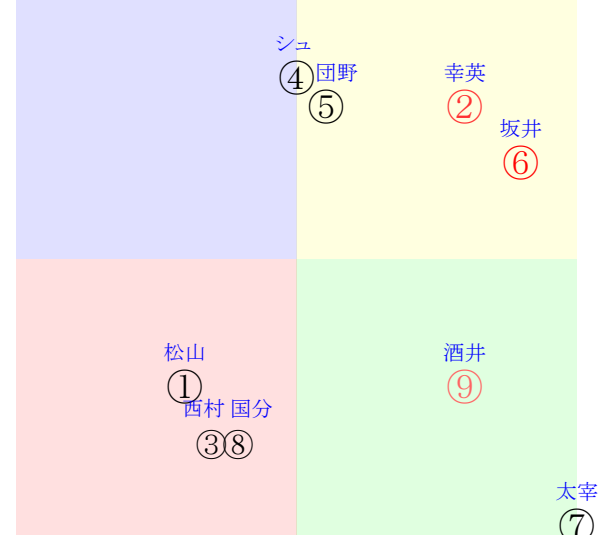 シュ
④
団野
⑤
幸英
②
坂井
⑥
松山
①
西村 国分
③⑧
酒井
⑨
太宰
⑦